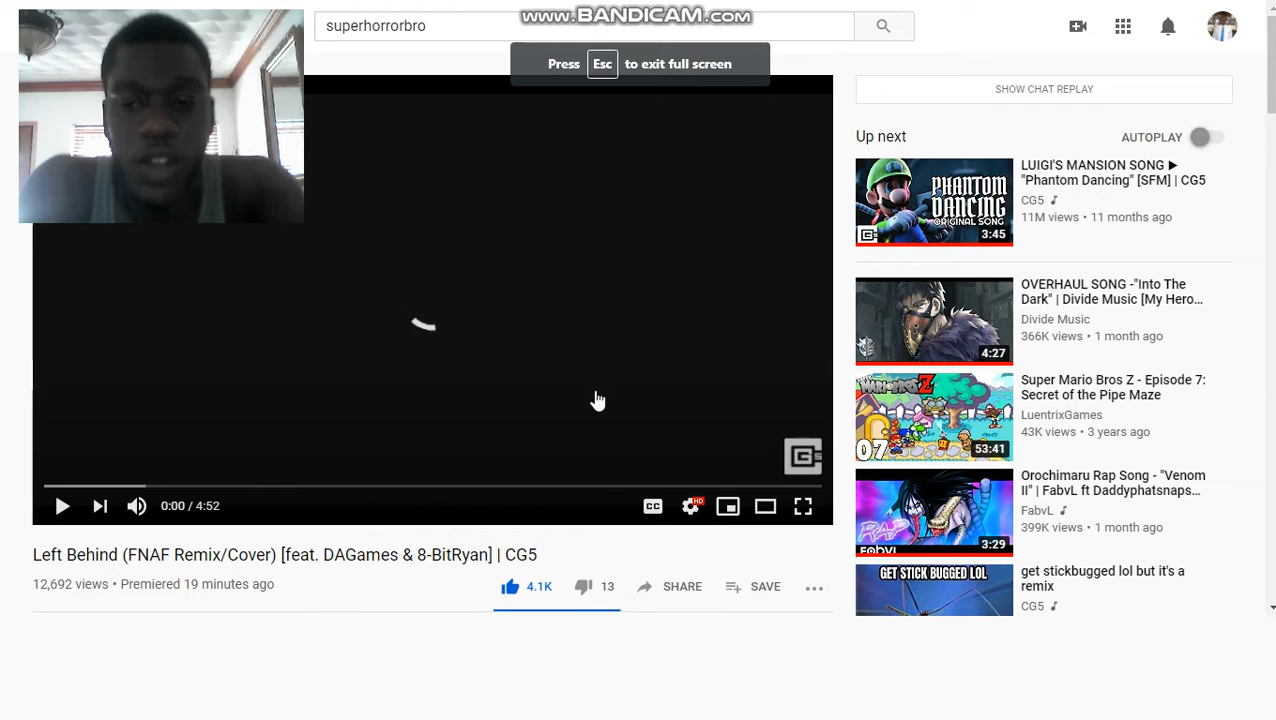 superhorrorbro
www.BANDICAM.com
Press Esc to exit full screen
SHOW CHAT REPLAY
Up next
AUTOPLAY
PHANTOM
DANCING
ORIGINAL SONG
3:45
LUIGI'S MANSION SONG ▶
"Phantom Dancing" [SFM] | CG5
CG5
11M views • 11 months ago
4:27
OVERHAUL SONG -"Into The
Dark" | Divide Music [My Hero...
Divide Music
366K views • 1 month ago
07
53:41
Super Mario Bros Z - Episode 7:
Secret of the Pipe Maze
LuentrixGames
43K views • 3 years ago
RAP
FABVL
3:29
Orochimaru Rap Song - "Venom
II" | FabvL ft Daddyphatsnaps...
FabvL
399K views • 1 month ago
GET STICK BUGGED LOL
get stickbugged lol but it's a
remix
CG5
0:00 / 4:52
CC
HD
Left Behind (FNAF Remix/Cover) [feat. DAGames & 8-BitRyan] | CG5
12,692 views • Premiered 19 minutes ago
4.1K
13
SHARE
SAVE